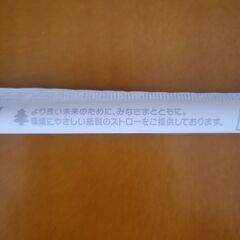 より良い未来のために、みなさまとともに。
環境にやさしい紙製のストローをご提供しております。